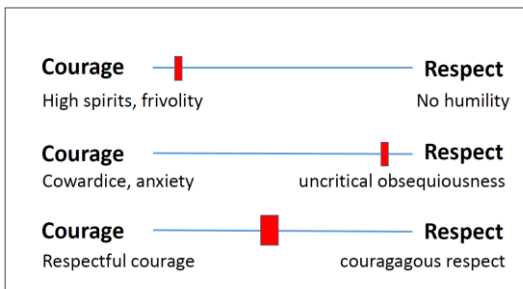 Courage Respect
High spirits, frivolity No humility
Courage Respect
Cowardice, anxiety uncritical obsequiousness
Courage Respect
Respectful courage couragagous respect